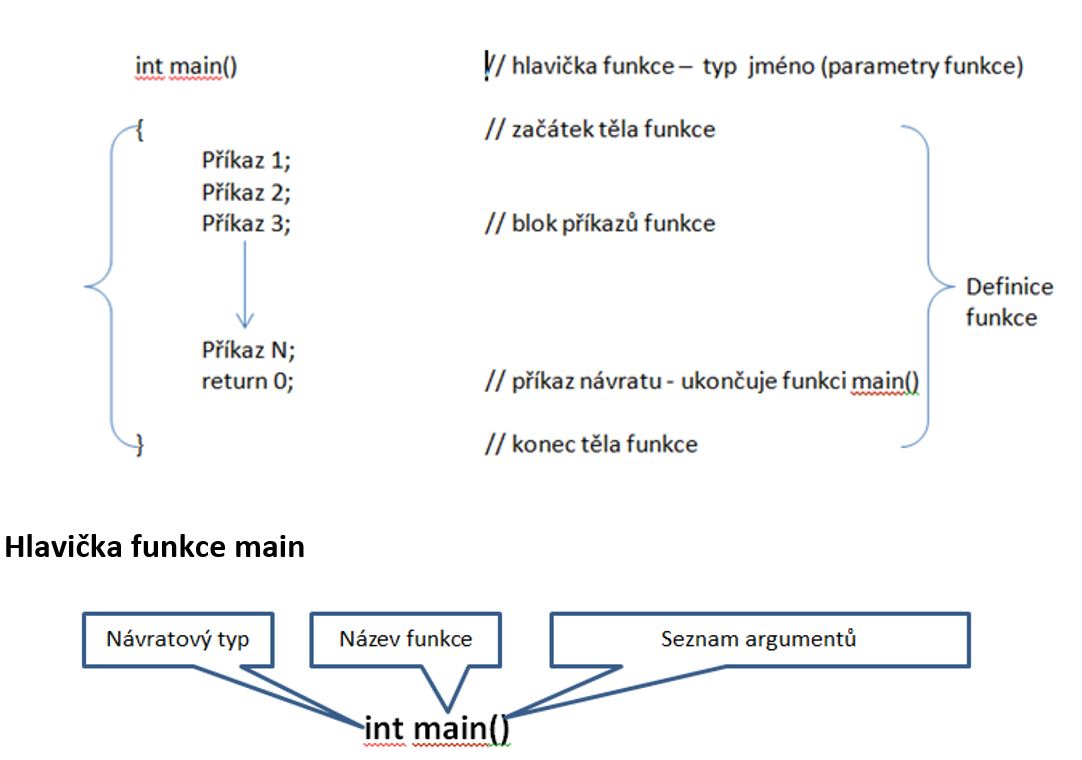 int main() // hlavička funkce – typ jméno (parametry funkce)
{ // začátek těla funkce
Příkaz 1;
Příkaz 2;
Příkaz 3; // blok příkazů funkce
Definice
funkce
Příkaz N;
return 0; // příkaz návratu - ukončuje funkci main()
} // konec těla funkce
Hlavička funkce main
Návratový typ Název funkce Seznam argumentů
int main()